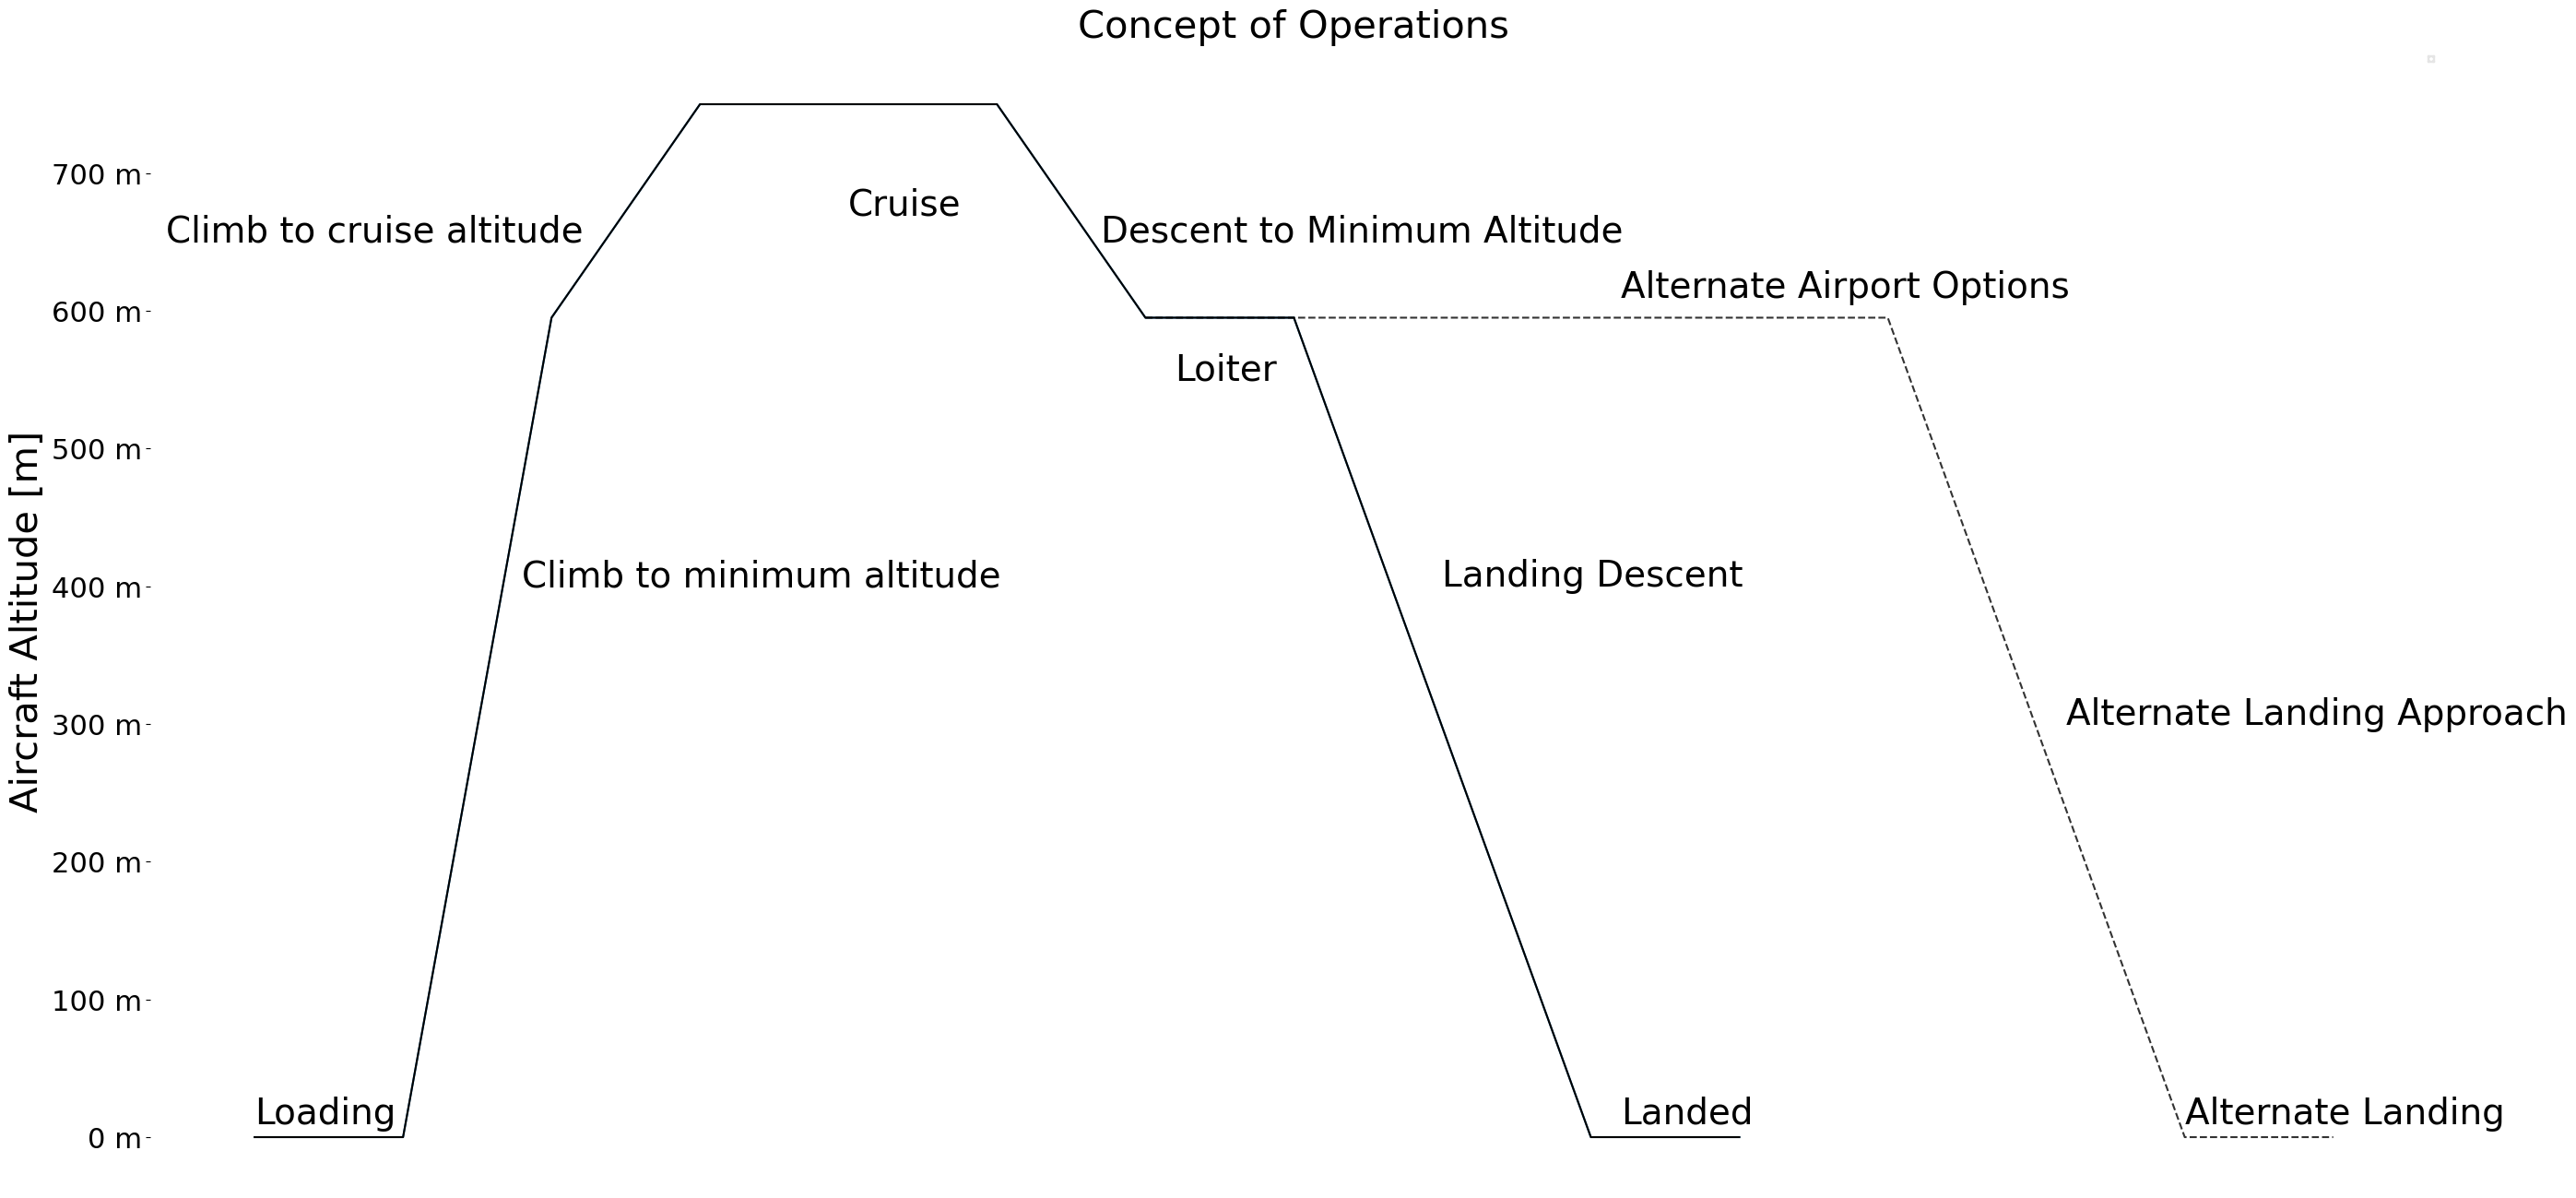 Concept of Operations
700 m
Cruise
Climb to cruise altitude
Descent to Minimum Altitude
Alternate Airport Options
600 m
Loiter
500 m
Aircraft Altitude [m]
Climb to minimum altitude
Landing Descent
400 m
Alternate Landing Approach
300 m
200 m
100 m
Loading
Landed
Alternate Landing
0 m